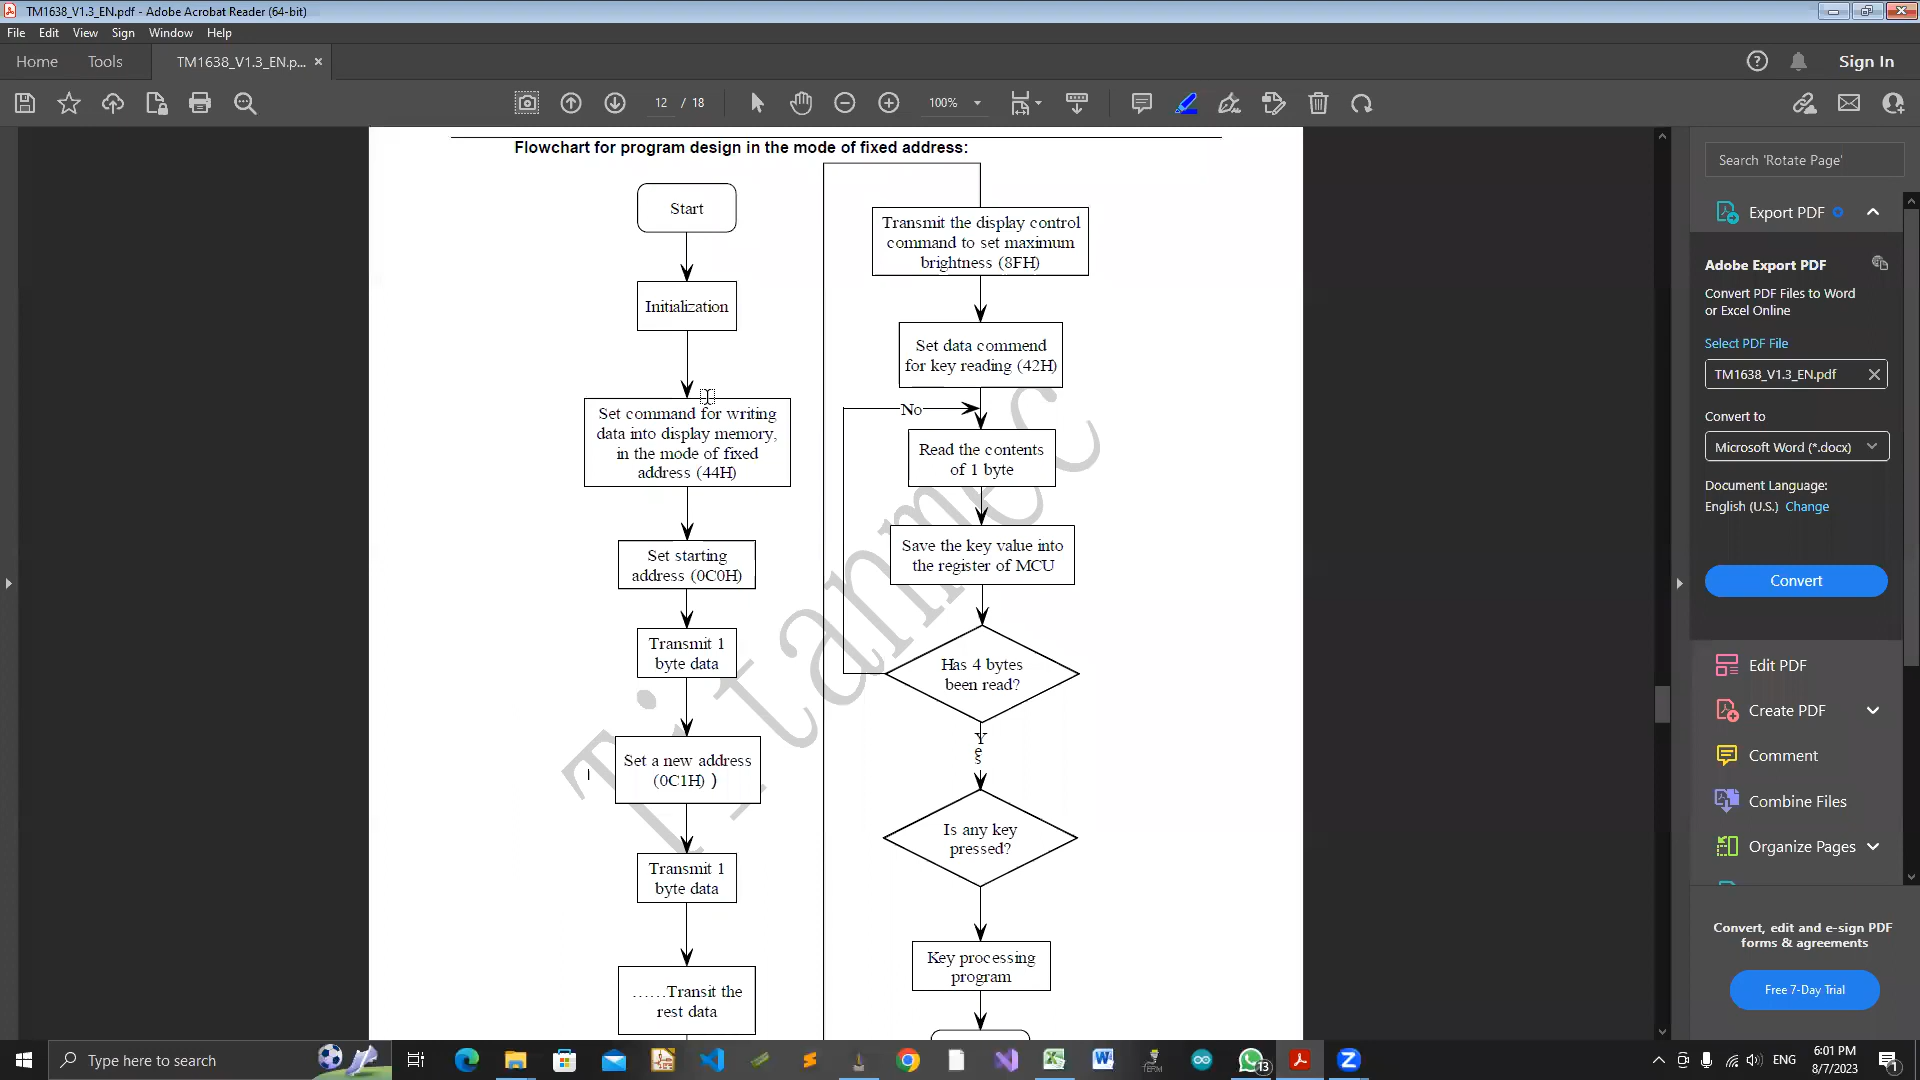 TM1638_V1.3_EN.pdf - Adobe Acrobat Reader (64-bit)
File Edit View Sign Window Help
Home Tools TM1638_V1.3_EN.p... × Sign In
12 / 18 100%
Flowchart for program design in the mode of fixed address:
Start
Initialization
Set command for writing
data into display memory,
in the mode of fixed
address (44H)
Set starting
address (0C0H)
Transmit 1
byte data
Set a new address
(0C1H) )
Transmit 1
byte data
……Transit the
rest data
Transmit the display control
command to set maximum
brightness (8FH)
Set data commend
for key reading (42H)
No
Read the contents
of 1 byte
Save the key value into
the register of MCU
Has 4 bytes
been read?
Yes
Is any key
pressed?
Key processing
program
Titanmec
Search 'Rotate Page'
Export PDF
Adobe Export PDF
Convert PDF Files to Word
or Excel Online
Select PDF File
TM1638_V1.3_EN.pdf
Convert to
Microsoft Word (*.docx)
Document Language:
English (U.S.) Change
Convert
Edit PDF
Create PDF
Comment
Combine Files
Organize Pages
Convert, edit and e-sign PDF
forms & agreements
Free 7-Day Trial
Type here to search
TERM
13
ENG
6:01 PM
8/7/2023
1